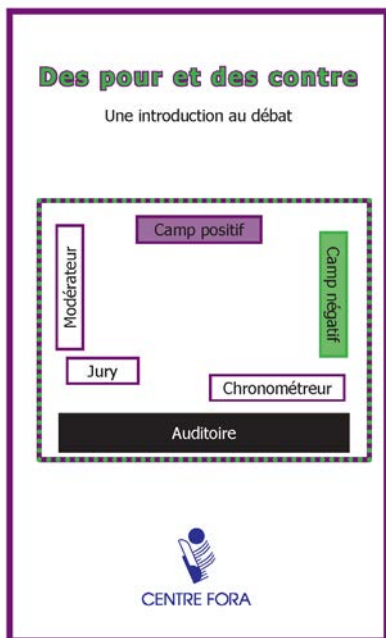 Des pour et des contre
Une introduction au débat
Camp positif
Modérateur
Camp négatif
Jury
Chronométreur
Auditoire
CENTRE FORA